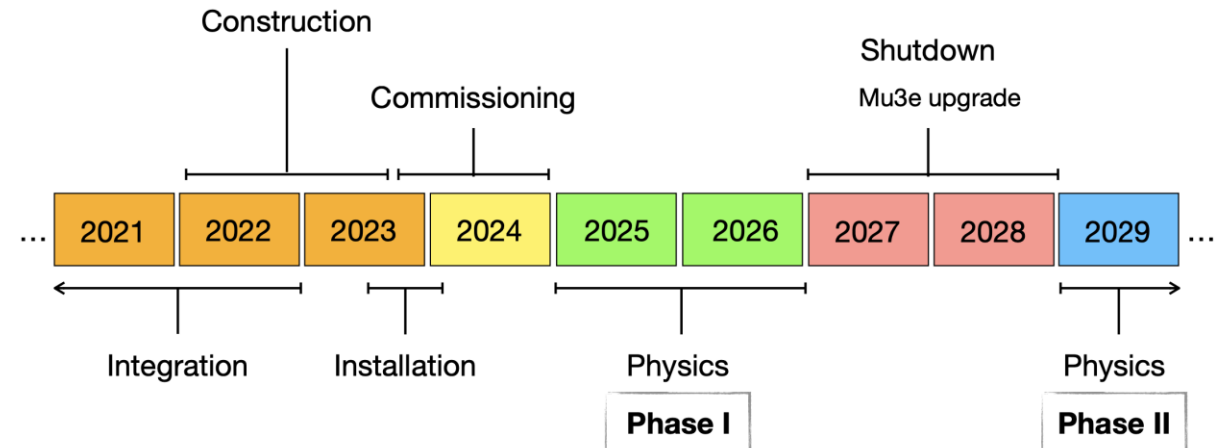 Construction
Shutdown
Commissioning
Mu3e upgrade
... 2021 2022 2023 2024 2025 2026 2027 2028 2029 ...
Integration Installation Physics Physics
Phase I Phase II